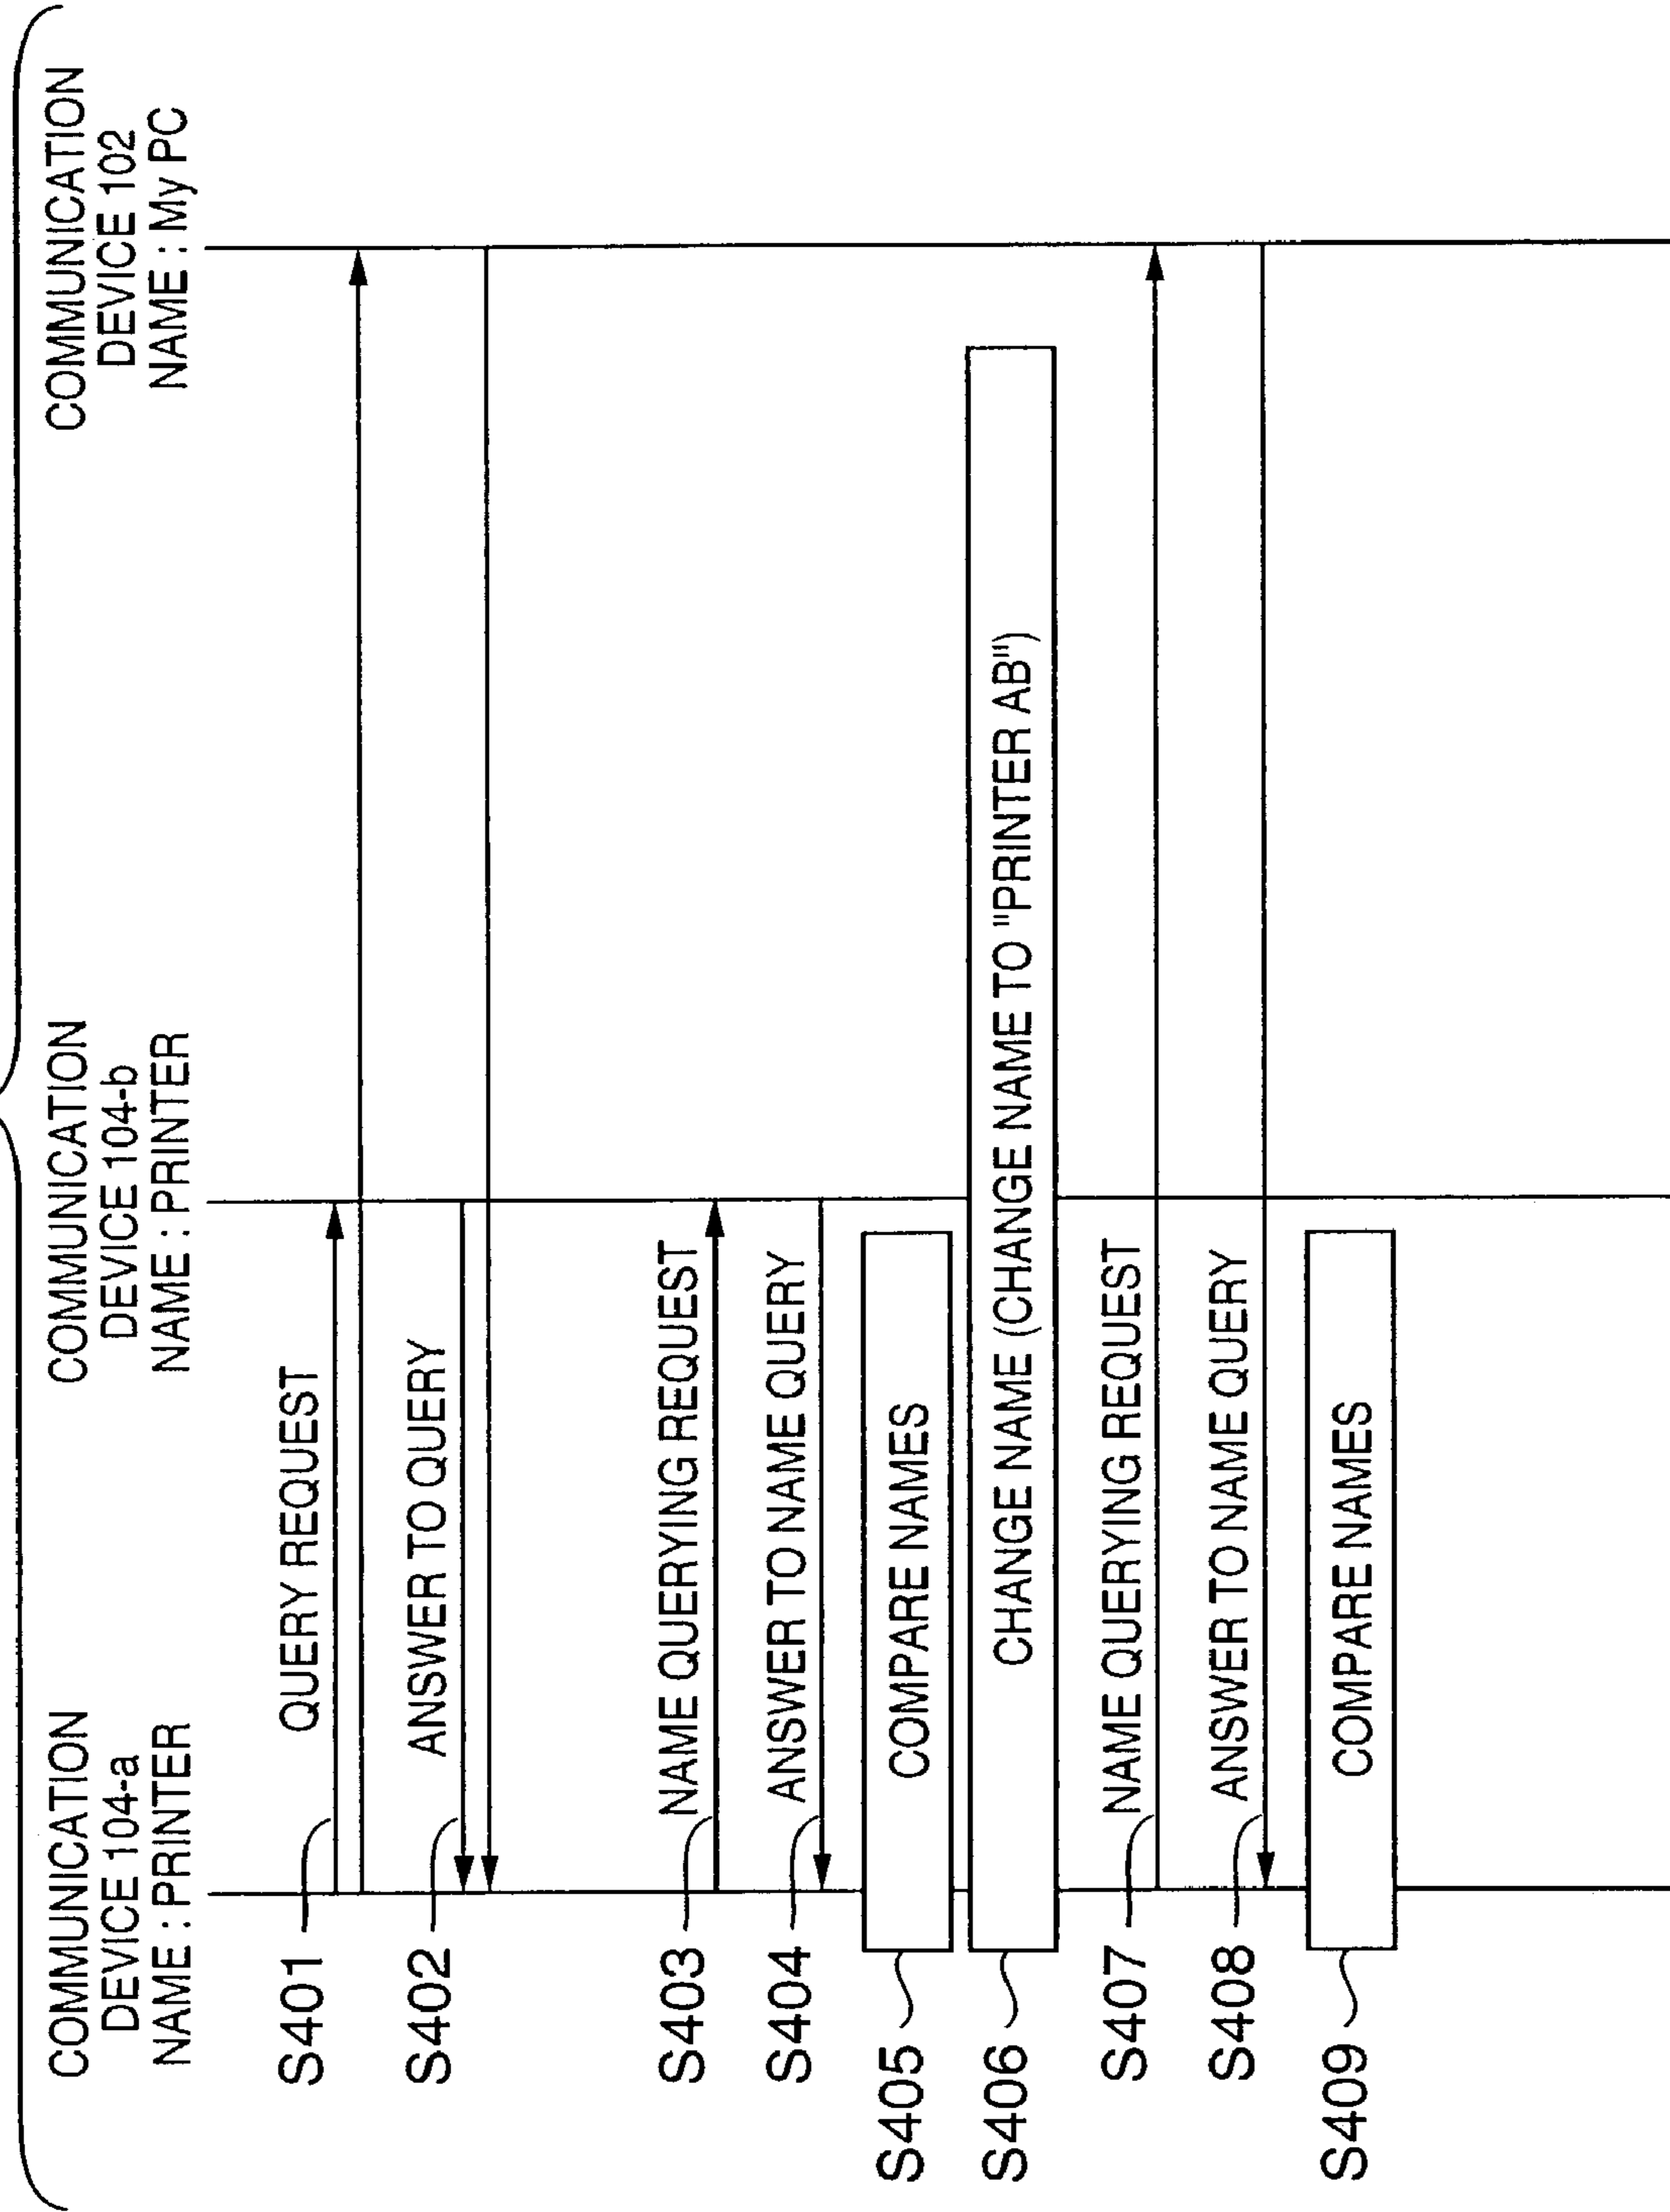 COMMUNICATION
DEVICE 104-a
NAME : PRINTER
COMMUNICATION
DEVICE 104-b
NAME : PRINTER
COMMUNICATION
DEVICE 102
NAME : My PC
S401
QUERY REQUEST
S402
ANSWER TO QUERY
S403
NAME QUERYING REQUEST
S404
ANSWER TO NAME QUERY
S405
COMPARE NAMES
S406
CHANGE NAME (CHANGE NAME TO "PRINTER AB")
S407
NAME QUERYING REQUEST
S408
ANSWER TO NAME QUERY
S409
COMPARE NAMES